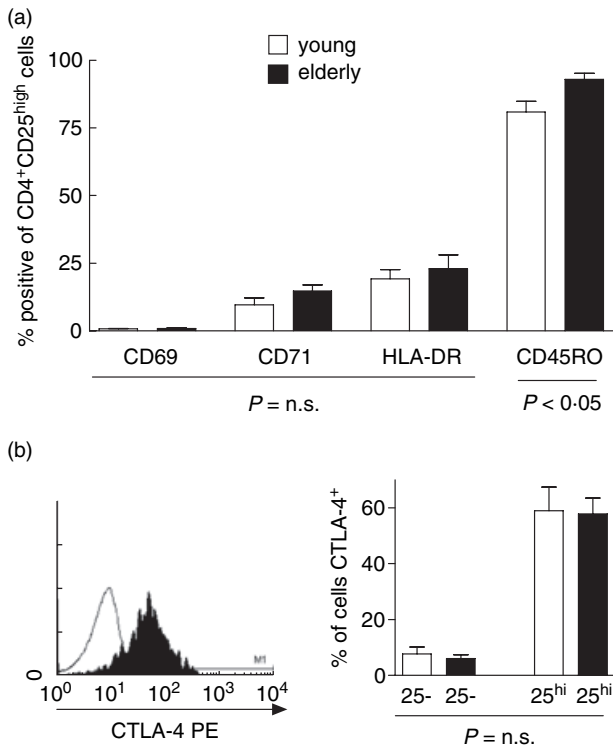 (a)
young
elderly
% positive of CD4+CD25high cells
100
75
50
25
0
CD69 CD71 HLA-DR CD45RO
P = n.s. P < 0·05
(b)
0
10^0 10^1 10^2 10^3 10^4
CTLA-4 PE
M1
% of cells CTLA-4+
60
40
20
0
25- 25- 25hi 25hi
P = n.s.